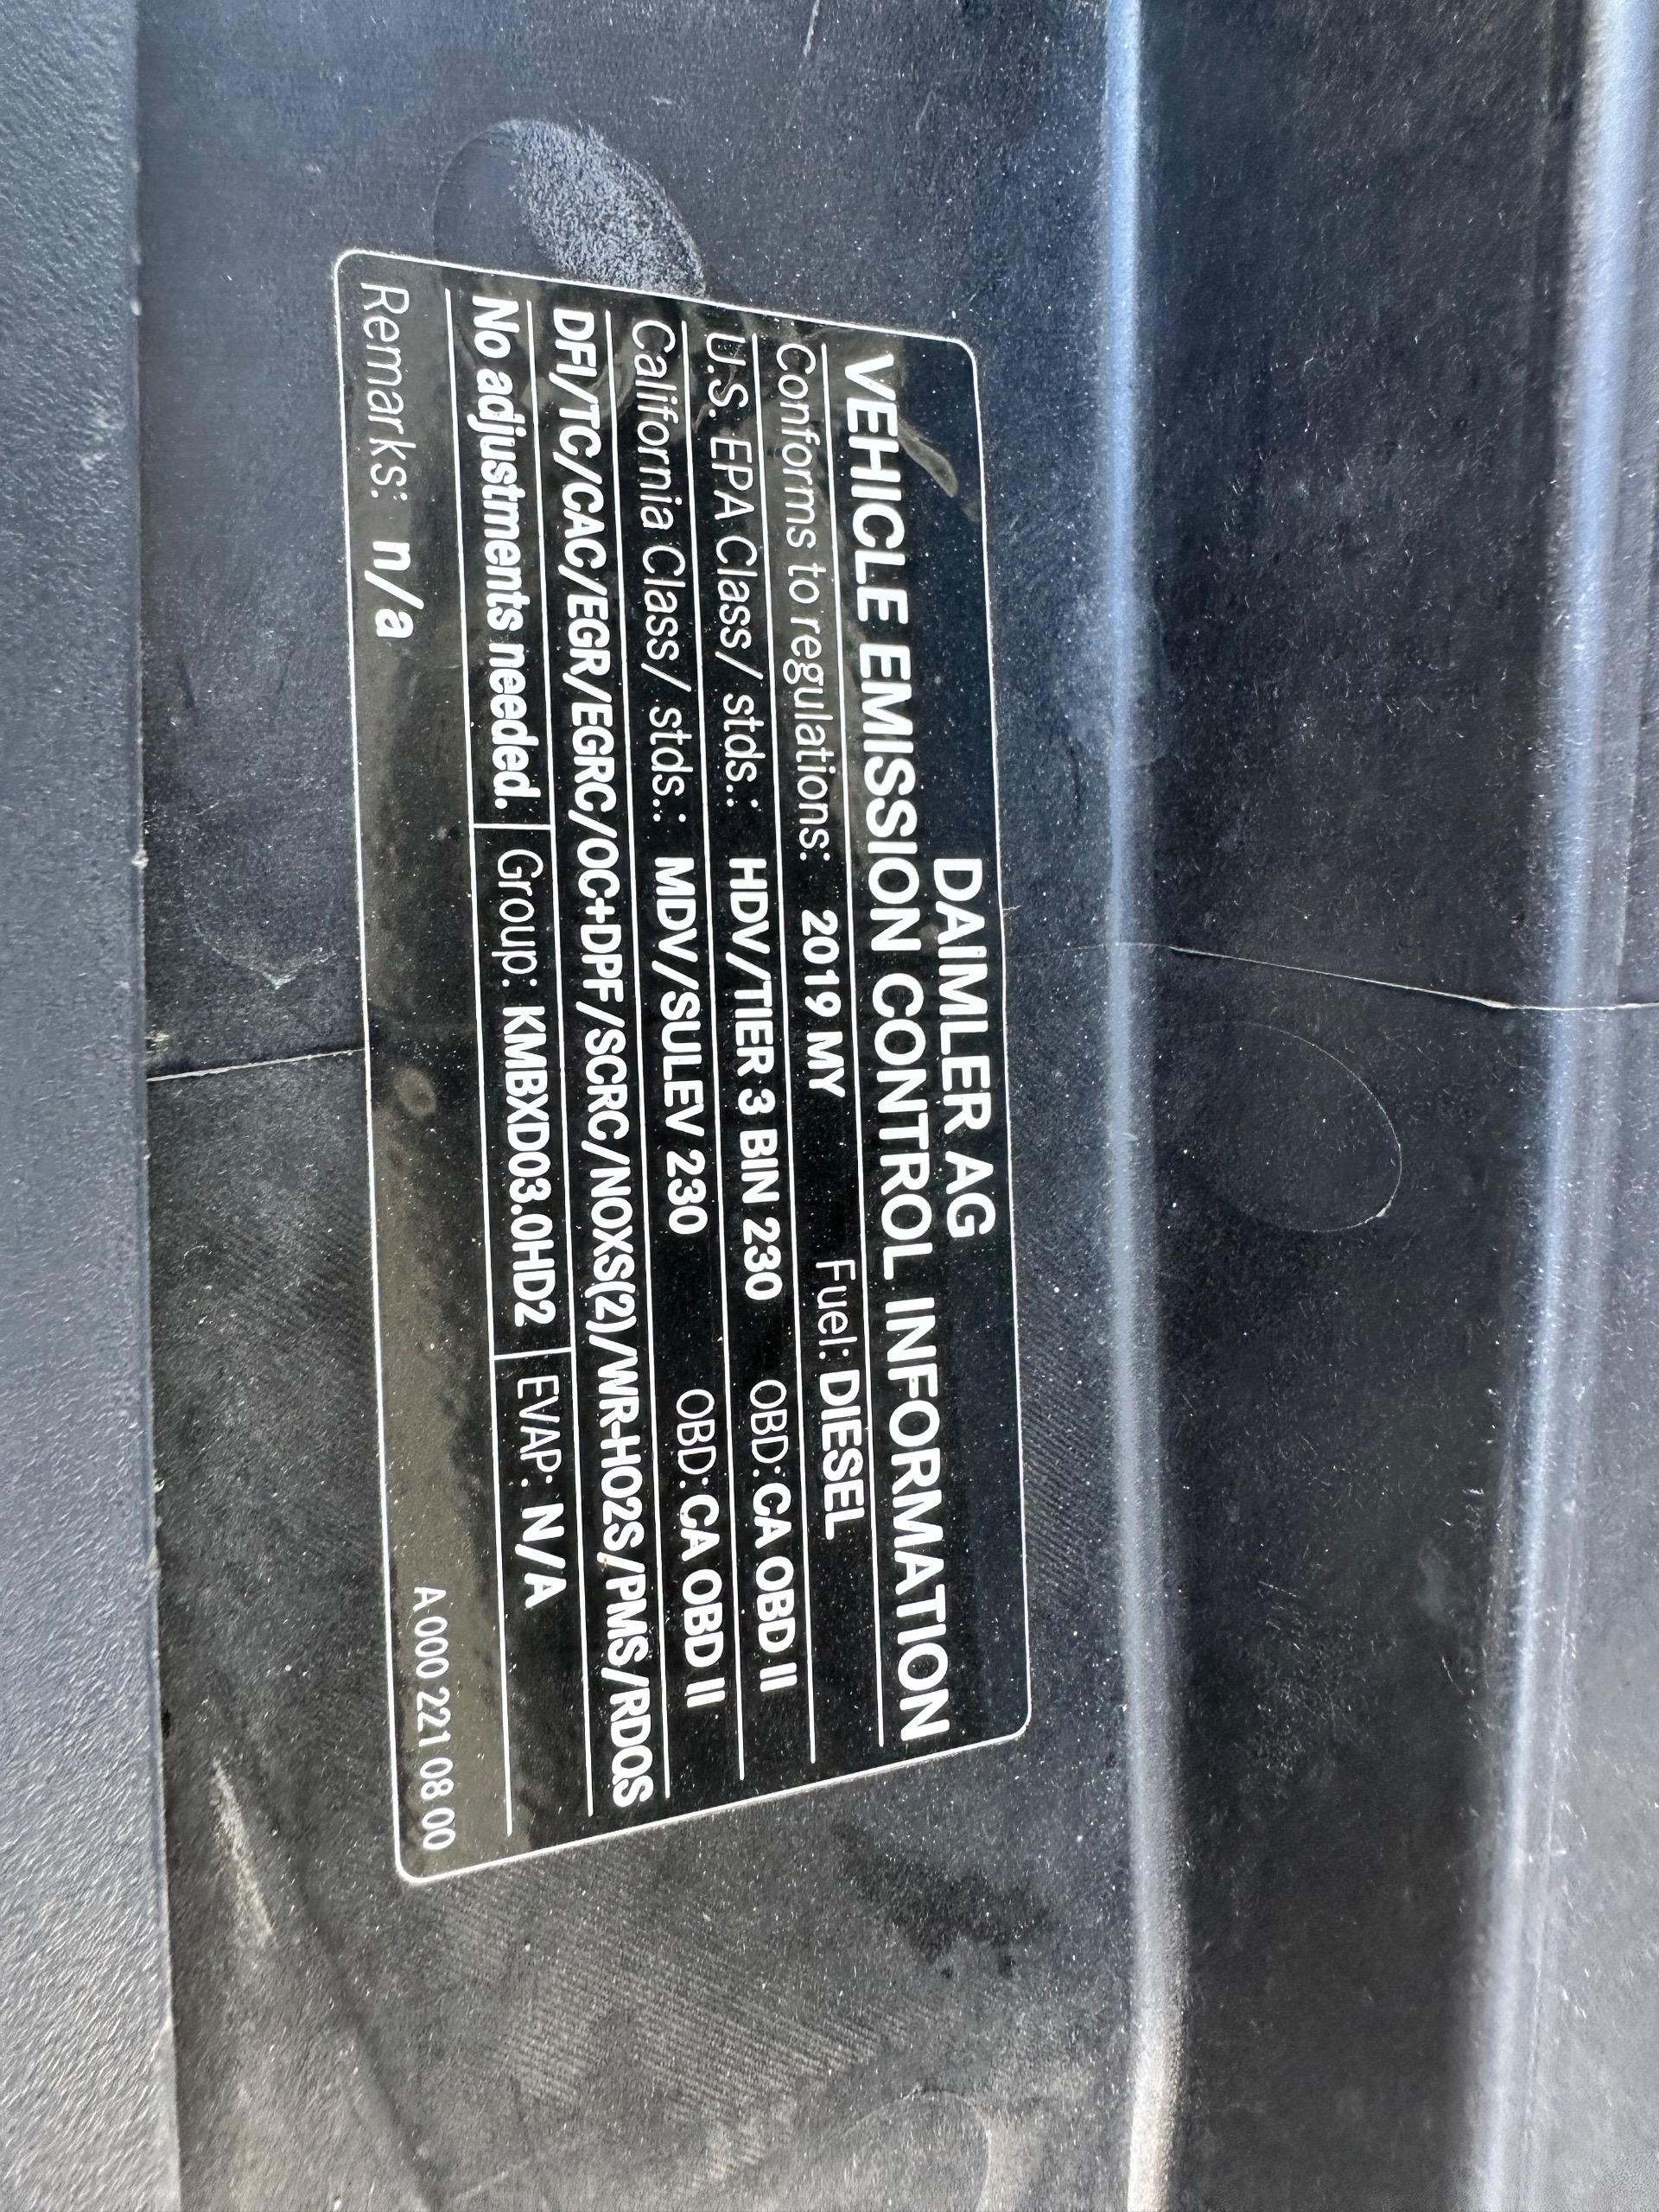 DAIMLER AG
VEHICLE EMISSION CONTROL INFORMATION
Conforms to regulations: 2019 MY Fuel: DIESEL
U.S. EPA Class/ stds.: HDV/TIER 3 BIN 230 OBD: CA OBD II
California Class/ stds.: MDV/SULEV 230 OBD: CA OBD II
DFI/TC/CAC/EGR/EGRC/OC+DPF/SCRC/NOXS(2)/WR-HO2S/PMS/RDQS
No adjustments needed. Group: KMBXD03.0HD2 EVAP: N/A
Remarks: n/a
A 000 221 08 00